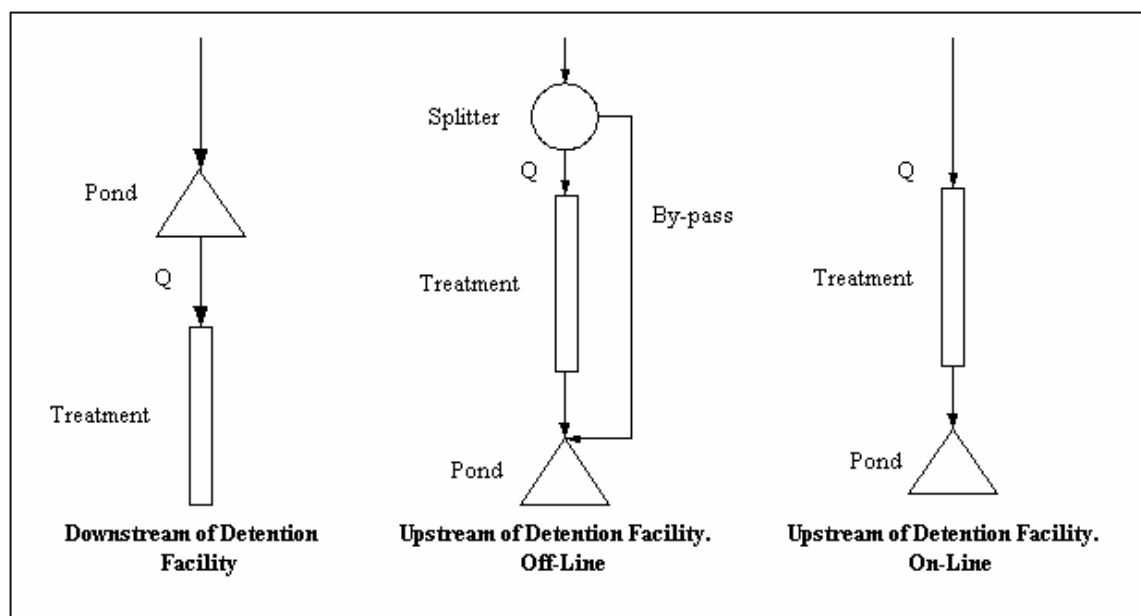 Pond
Q
Treatment
Downstream of Detention
Facility
Splitter
Q
By-pass
Treatment
Pond
Upstream of Detention Facility.
Off-Line
Q
Treatment
Pond
Upstream of Detention Facility.
On-Line